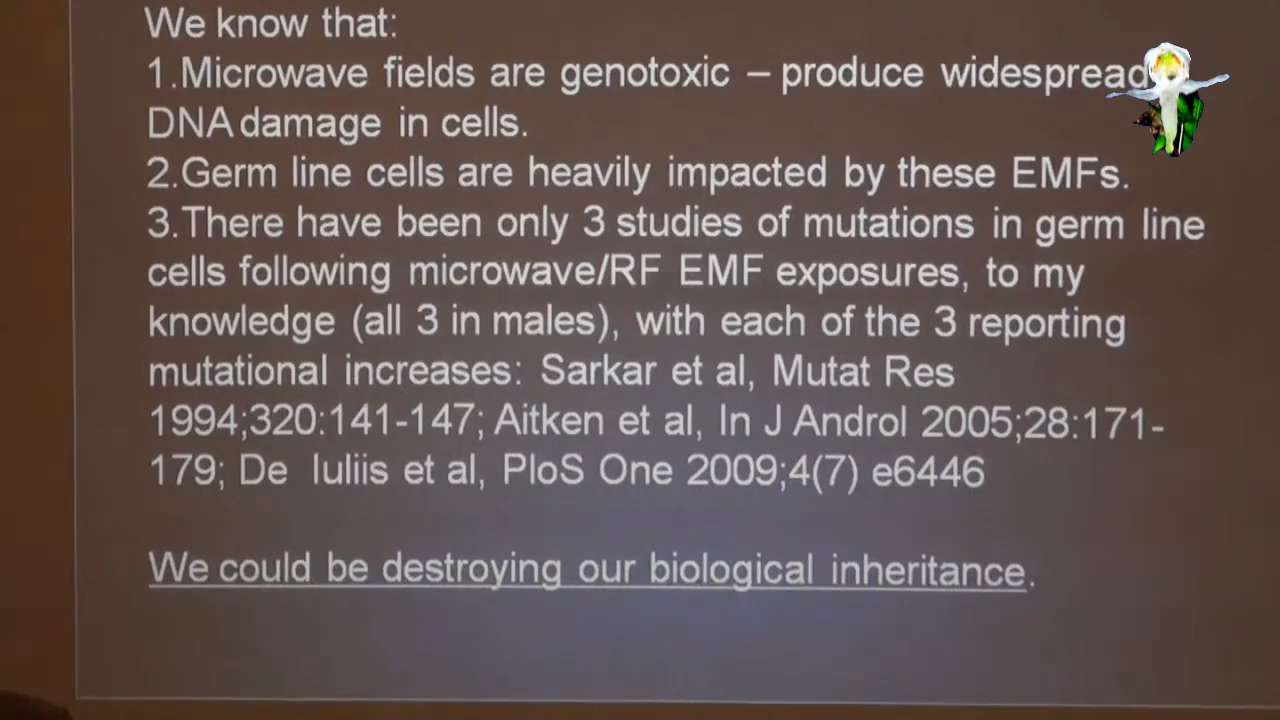 We know that:
1.Microwave fields are genotoxic – produce widespread
DNA damage in cells.
2.Germ line cells are heavily impacted by these EMFs.
3.There have been only 3 studies of mutations in germ line
cells following microwave/RF EMF exposures, to my
knowledge (all 3 in males), with each of the 3 reporting
mutational increases: Sarkar et al, Mutat Res
1994;320:141-147; Aitken et al, In J Androl 2005;28:171-
179; De Iuliis et al, PloS One 2009;4(7) e6446
We could be destroying our biological inheritance.